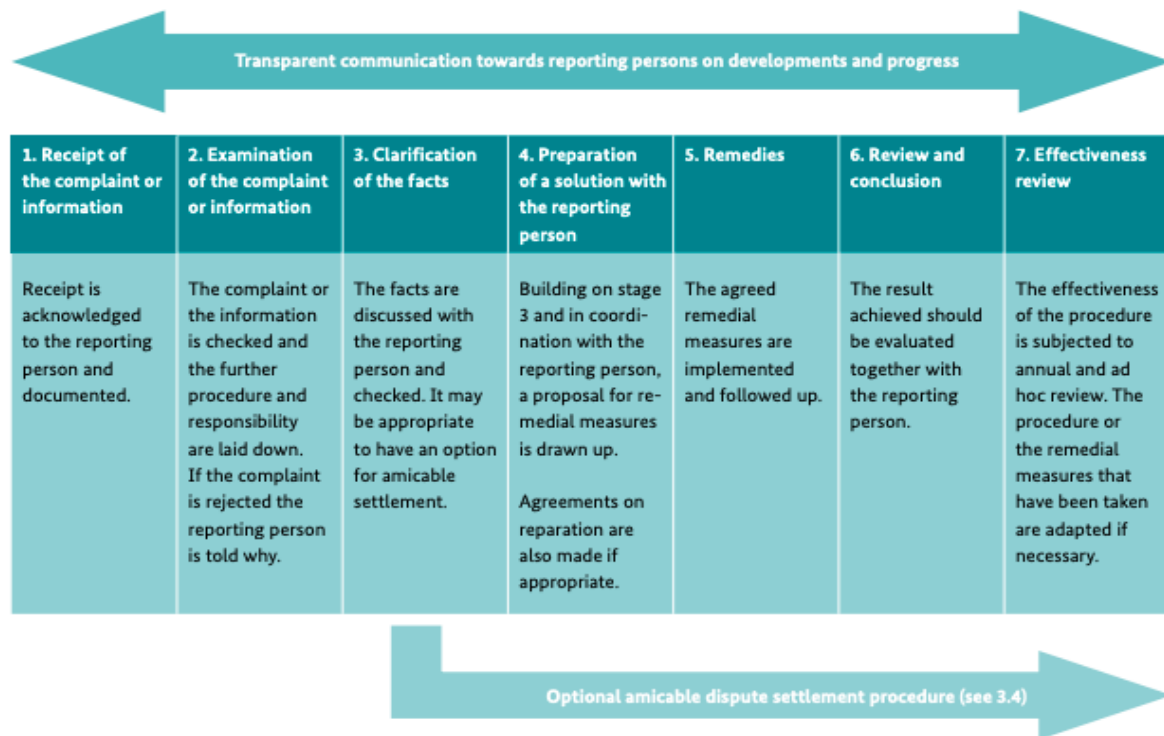 Transparent communication towards reporting persons on developments and progress
1. Receipt of
the complaint or
information
Receipt is
acknowledged
to the reporting
person and
documented.
2. Examination
of the complaint
or information
The complaint or
the information
is checked and
the further
procedure and
responsibility
are laid down.
If the complaint
is rejected the
reporting person
is told why.
3. Clarification
of the facts
The facts are
discussed with
the reporting
person and
checked. It may
be appropriate
to have an option
for amicable
settlement.
4. Preparation
of a solution with
the reporting
person
Building on stage
3 and in coordi-
nation with the
reporting person,
a proposal for re-
medial measures
is drawn up.
Agreements on
reparation are
also made if
appropriate.
5. Remedies
The agreed
remedial
measures are
implemented
and followed up.
6. Review and
conclusion
The result
achieved should
be evaluated
together with
the reporting
person.
7. Effectiveness
review
The effectiveness
of the procedure
is subjected to
annual and ad
hoc review. The
procedure or
the remedial
measures that
have been taken
are adapted if
necessary.
Optional amicable dispute settlement procedure (see 3.4)